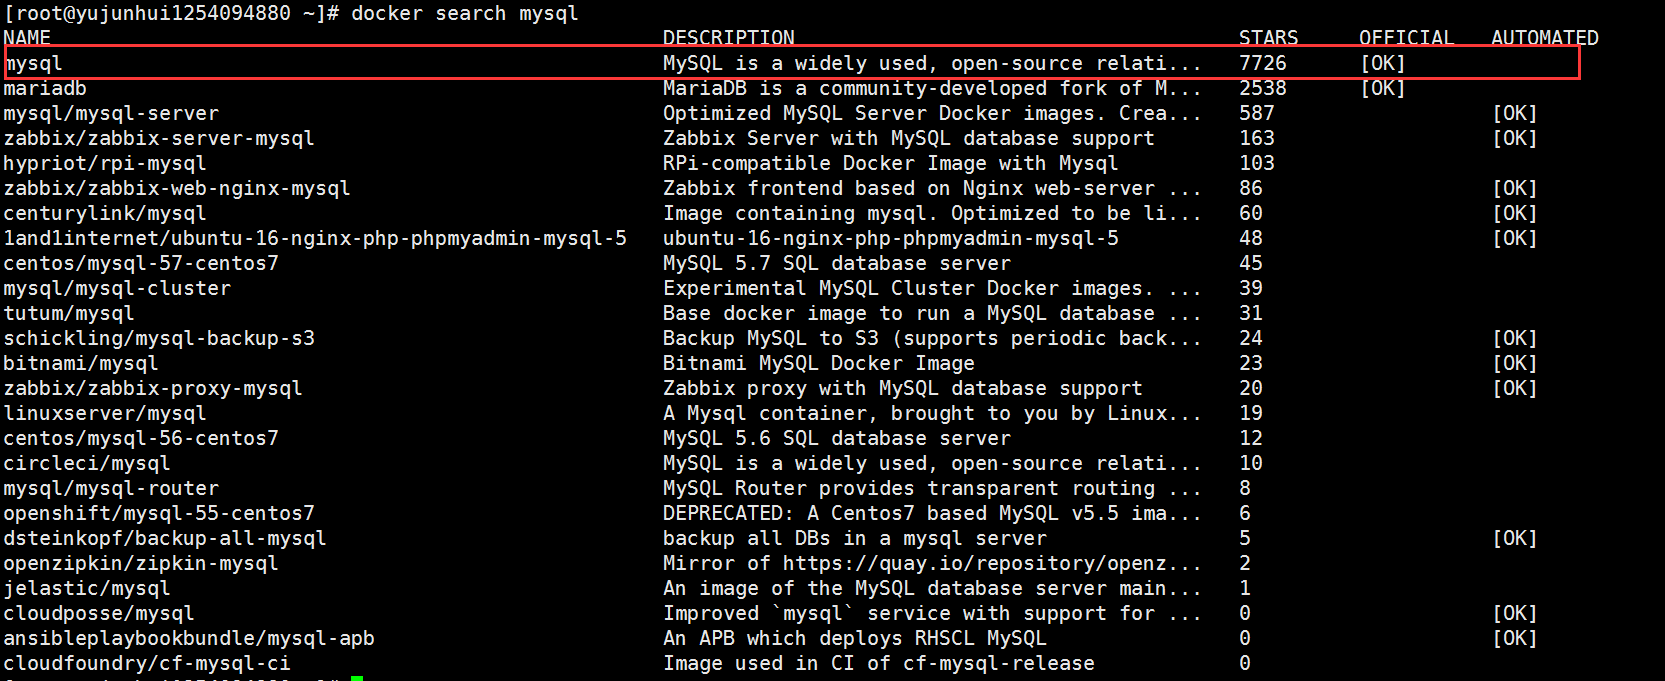 [root@yujunhui1254094880 ~]# docker search mysql
NAME DESCRIPTION STARS OFFICIAL AUTOMATED
mysql MySQL is a widely used, open-source relati... 7726 [OK]
mariadb MariaDB is a community-developed fork of M... 2538 [OK]
mysql/mysql-server Optimized MySQL Server Docker images. Crea... 587 [OK]
zabbix/zabbix-server-mysql Zabbix Server with MySQL database support 163 [OK]
hypriot/rpi-mysql RPi-compatible Docker Image with Mysql 103
zabbix/zabbix-web-nginx-mysql Zabbix frontend based on Nginx web-server ... 86 [OK]
centurylink/mysql Image containing mysql. Optimized to be li... 60 [OK]
1and1internet/ubuntu-16-nginx-php-phpmyadmin-mysql-5 ubuntu-16-nginx-php-phpmyadmin-mysql-5 48 [OK]
centos/mysql-57-centos7 MySQL 5.7 SQL database server 45
mysql/mysql-cluster Experimental MySQL Cluster Docker images. ... 39
tutum/mysql Base docker image to run a MySQL database ... 31
schickling/mysql-backup-s3 Backup MySQL to S3 (supports periodic back... 24 [OK]
bitnami/mysql Bitnami MySQL Docker Image 23 [OK]
zabbix/zabbix-proxy-mysql Zabbix proxy with MySQL database support 20 [OK]
linuxserver/mysql A Mysql container, brought to you by Linux... 19
centos/mysql-56-centos7 MySQL 5.6 SQL database server 12
circleci/mysql MySQL is a widely used, open-source relati... 10
mysql/mysql-router MySQL Router provides transparent routing ... 8
openshift/mysql-55-centos7 DEPRECATED: A Centos7 based MySQL v5.5 ima... 6
dsteinkopf/backup-all-mysql backup all DBs in a mysql server 5 [OK]
openzipkin/zipkin-mysql Mirror of https://quay.io/repository/openz... 2
jelastic/mysql An image of the MySQL database server main... 1
cloudposse/mysql Improved `mysql` service with support for ... 0 [OK]
ansibleplaybookbundle/mysql-apb An APB which deploys RHSCL MySQL 0 [OK]
cloudfoundry/cf-mysql-ci Image used in CI of cf-mysql-release 0